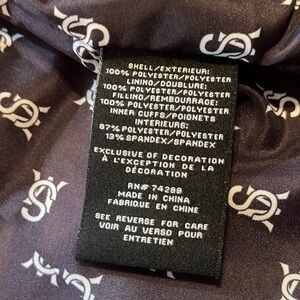 SHELL/EXTERIEUR:
100% POLYESTER/POLYESTER
LINING/DOUBLURE:
100% POLYESTER/POLYESTER
FILLING/REMBOURRAGE:
100% POLYESTER/POLYESTER
INNER CUFFS/POIGNETS
INTERIEURS:
87% POLYESTER/POLYESTER
13% SPANDEX/SPANDEX
EXCLUSIVE OF DECORATION
À L'EXCEPTION DE LA
DÉCORATION
RN# 74299
MADE IN CHINA
FABRIQUE EN CHINE
SEE REVERSE FOR CARE
VOIR AU VERSO POUR
ENTRETIEN